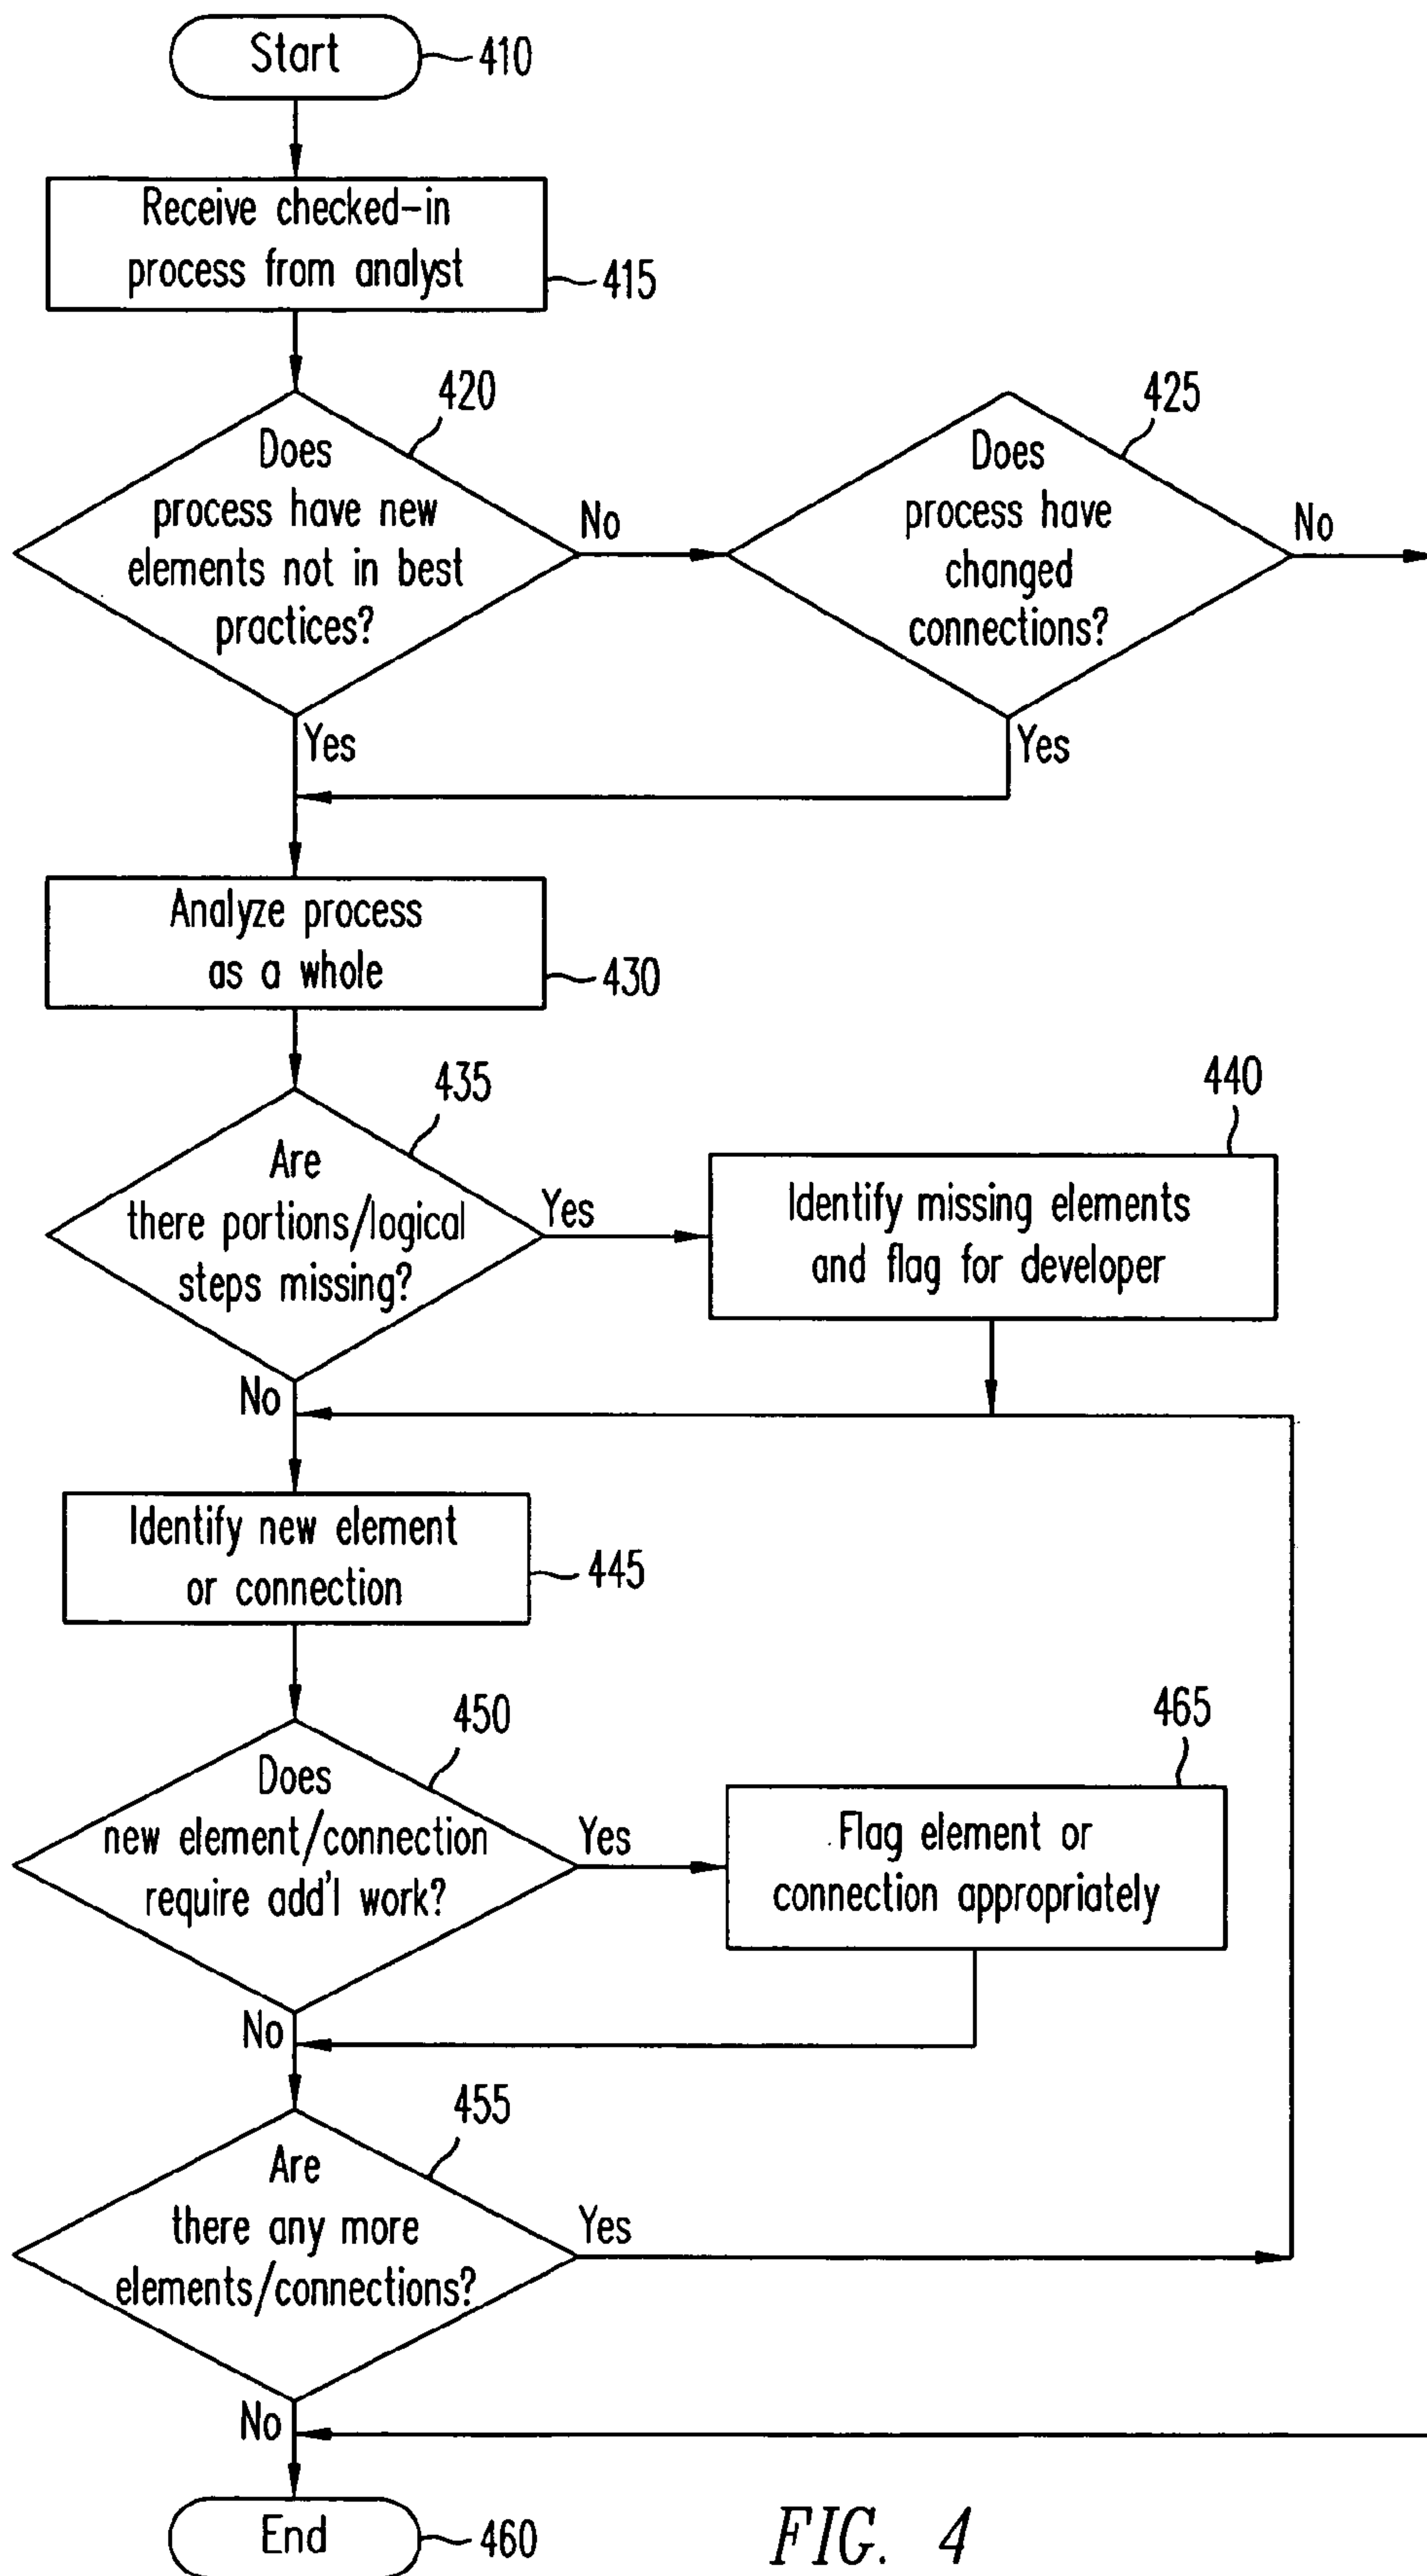 Start
410
Receive checked-in
process from analyst
415
420
Does
process have new
elements not in best
practices?
No
Yes
425
Does
process have
changed
connections?
No
Yes
Analyze process
as a whole
430
435
Are
there portions/logical
steps missing?
Yes
No
440
Identify missing elements
and flag for developer
Identify new element
or connection
445
450
Does
new element/connection
require add'l work?
Yes
No
465
Flag element or
connection appropriately
455
Are
there any more
elements/connections?
Yes
No
End
460
FIG. 4